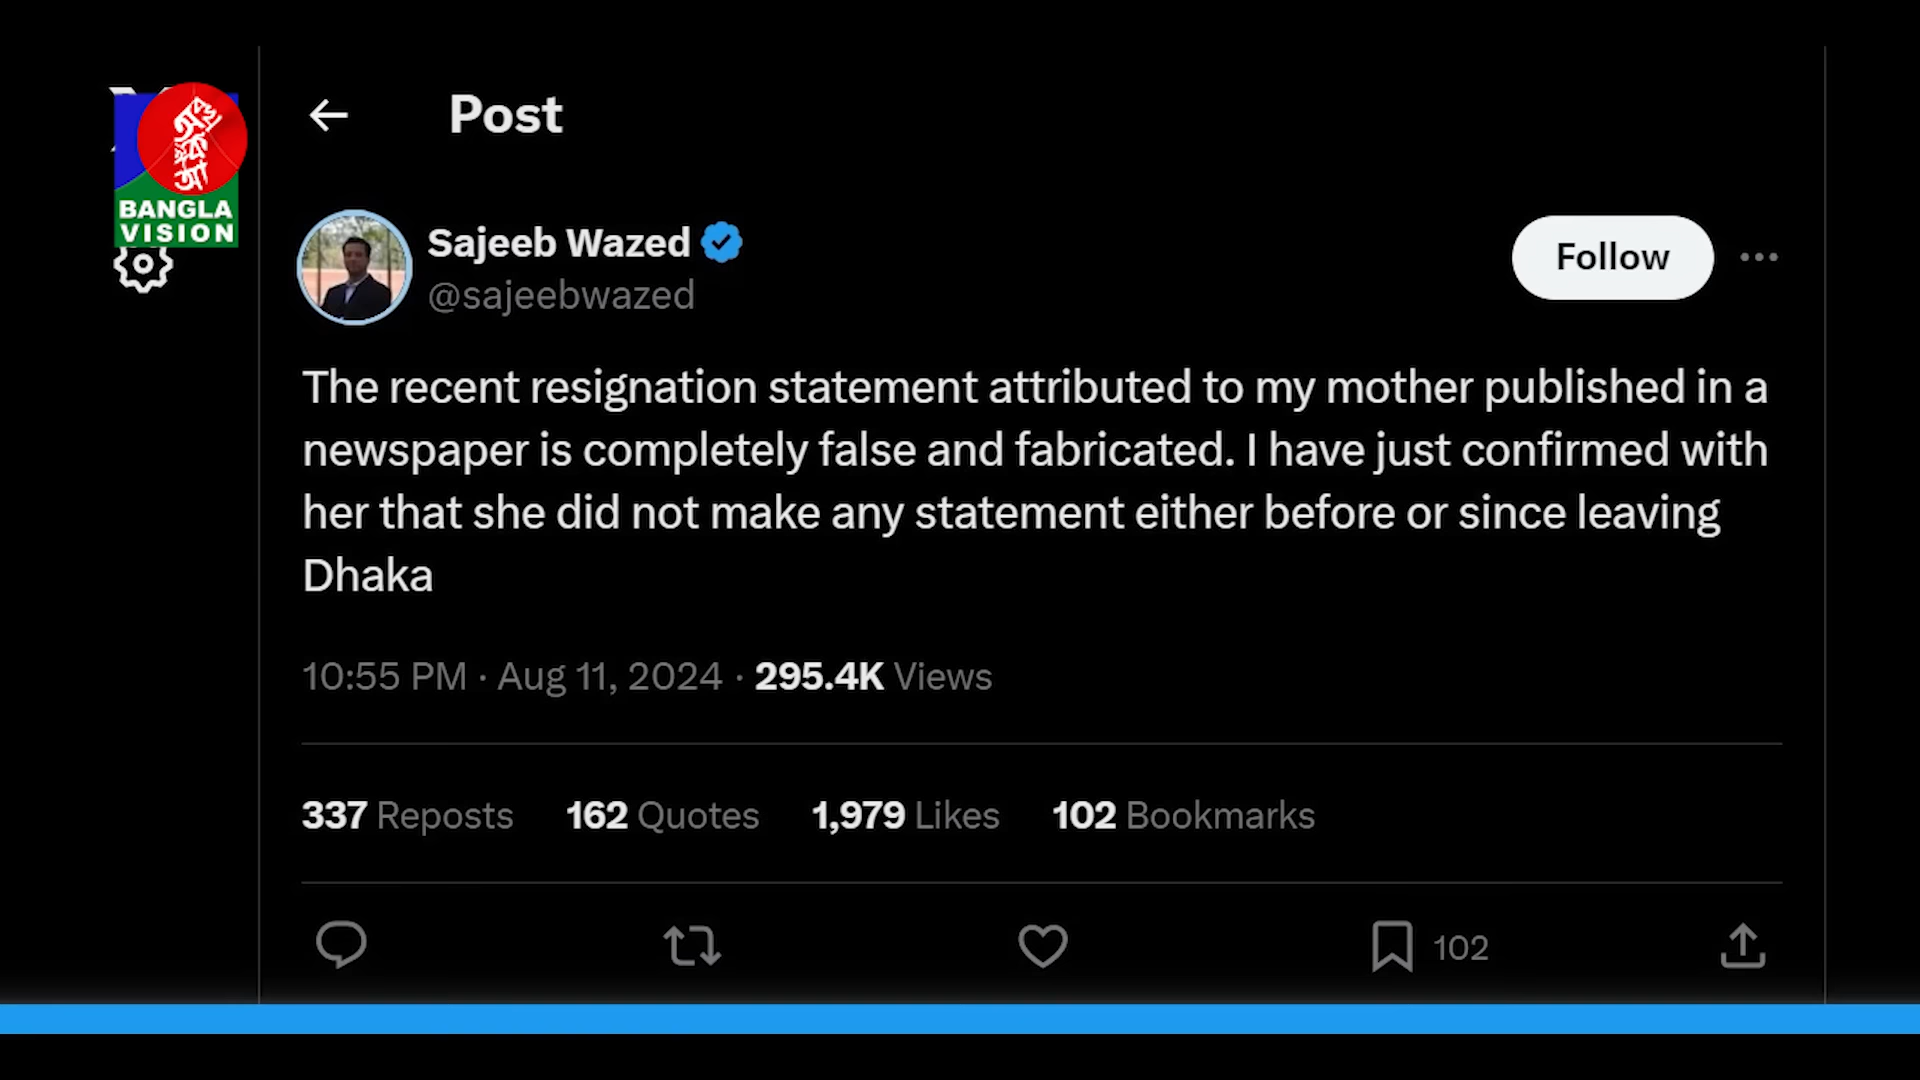 BANGLA
VISION
Post
Sajeeb Wazed
@sajeebwazed
Follow
The recent resignation statement attributed to my mother published in a
newspaper is completely false and fabricated. I have just confirmed with
her that she did not make any statement either before or since leaving
Dhaka
10:55 PM · Aug 11, 2024 · 295.4K Views
337 Reposts 162 Quotes 1,979 Likes 102 Bookmarks
102